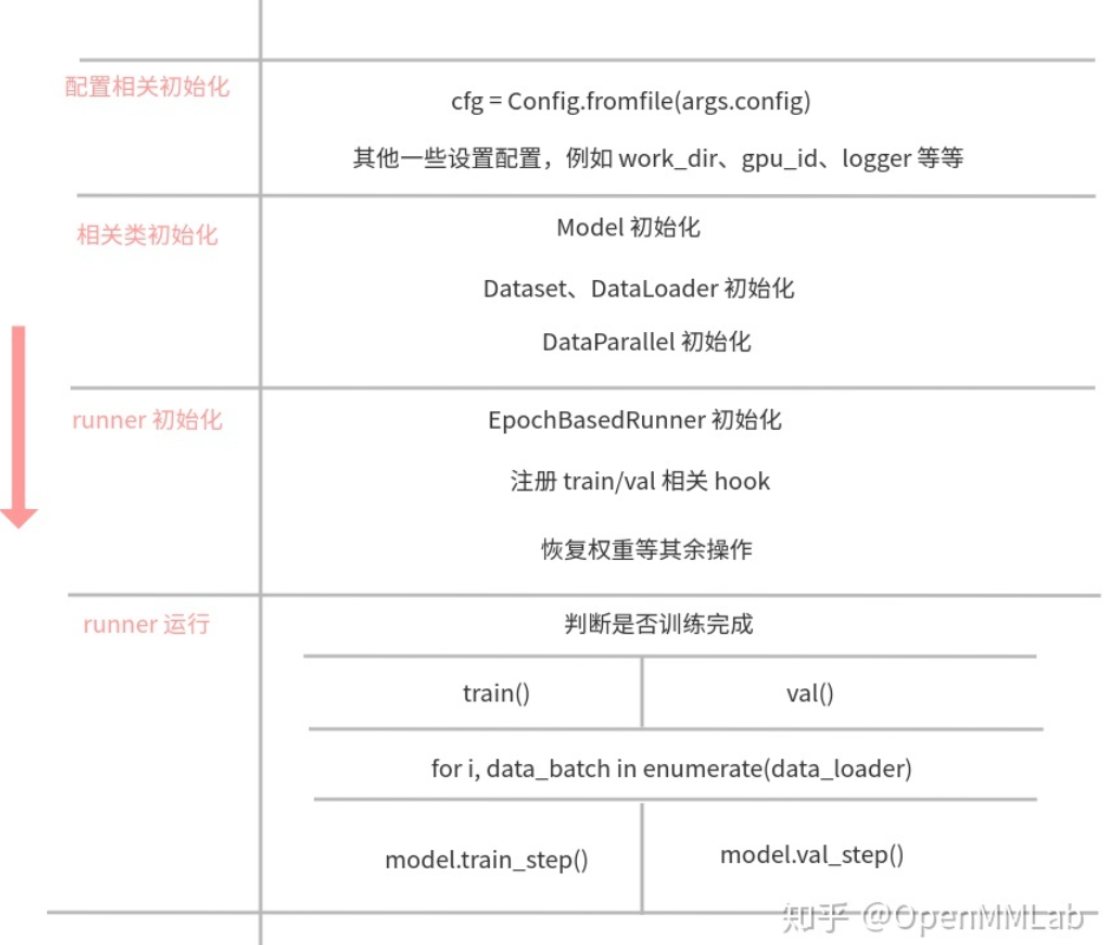 配置相关初始化
cfg = Config.fromfile(args.config)
其他一些设置配置，例如 work_dir、gpu_id、logger 等等
相关类初始化
Model 初始化
Dataset、DataLoader 初始化
DataParallel 初始化
runner 初始化
EpochBasedRunner 初始化
注册 train/val 相关 hook
恢复权重等其余操作
runner 运行
判断是否训练完成
train()
val()
for i, data_batch in enumerate(data_loader)
model.train_step()
model.val_step()
知乎 @OpenMMLab